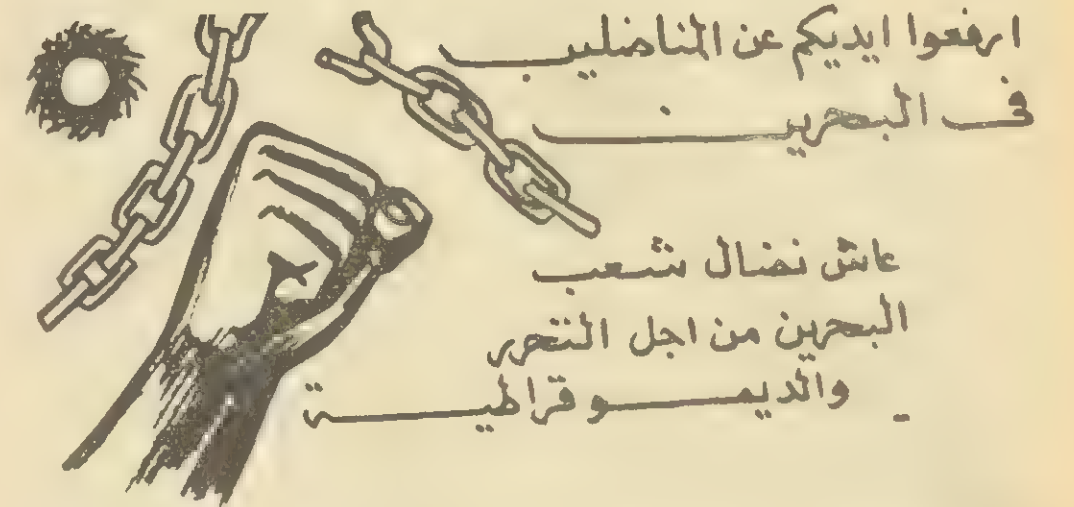 ارفعوا ايديكم عن المناضلين
في البحرين
عاش نضال شعب
البحرين من اجل التحرر
والديموقراطية -